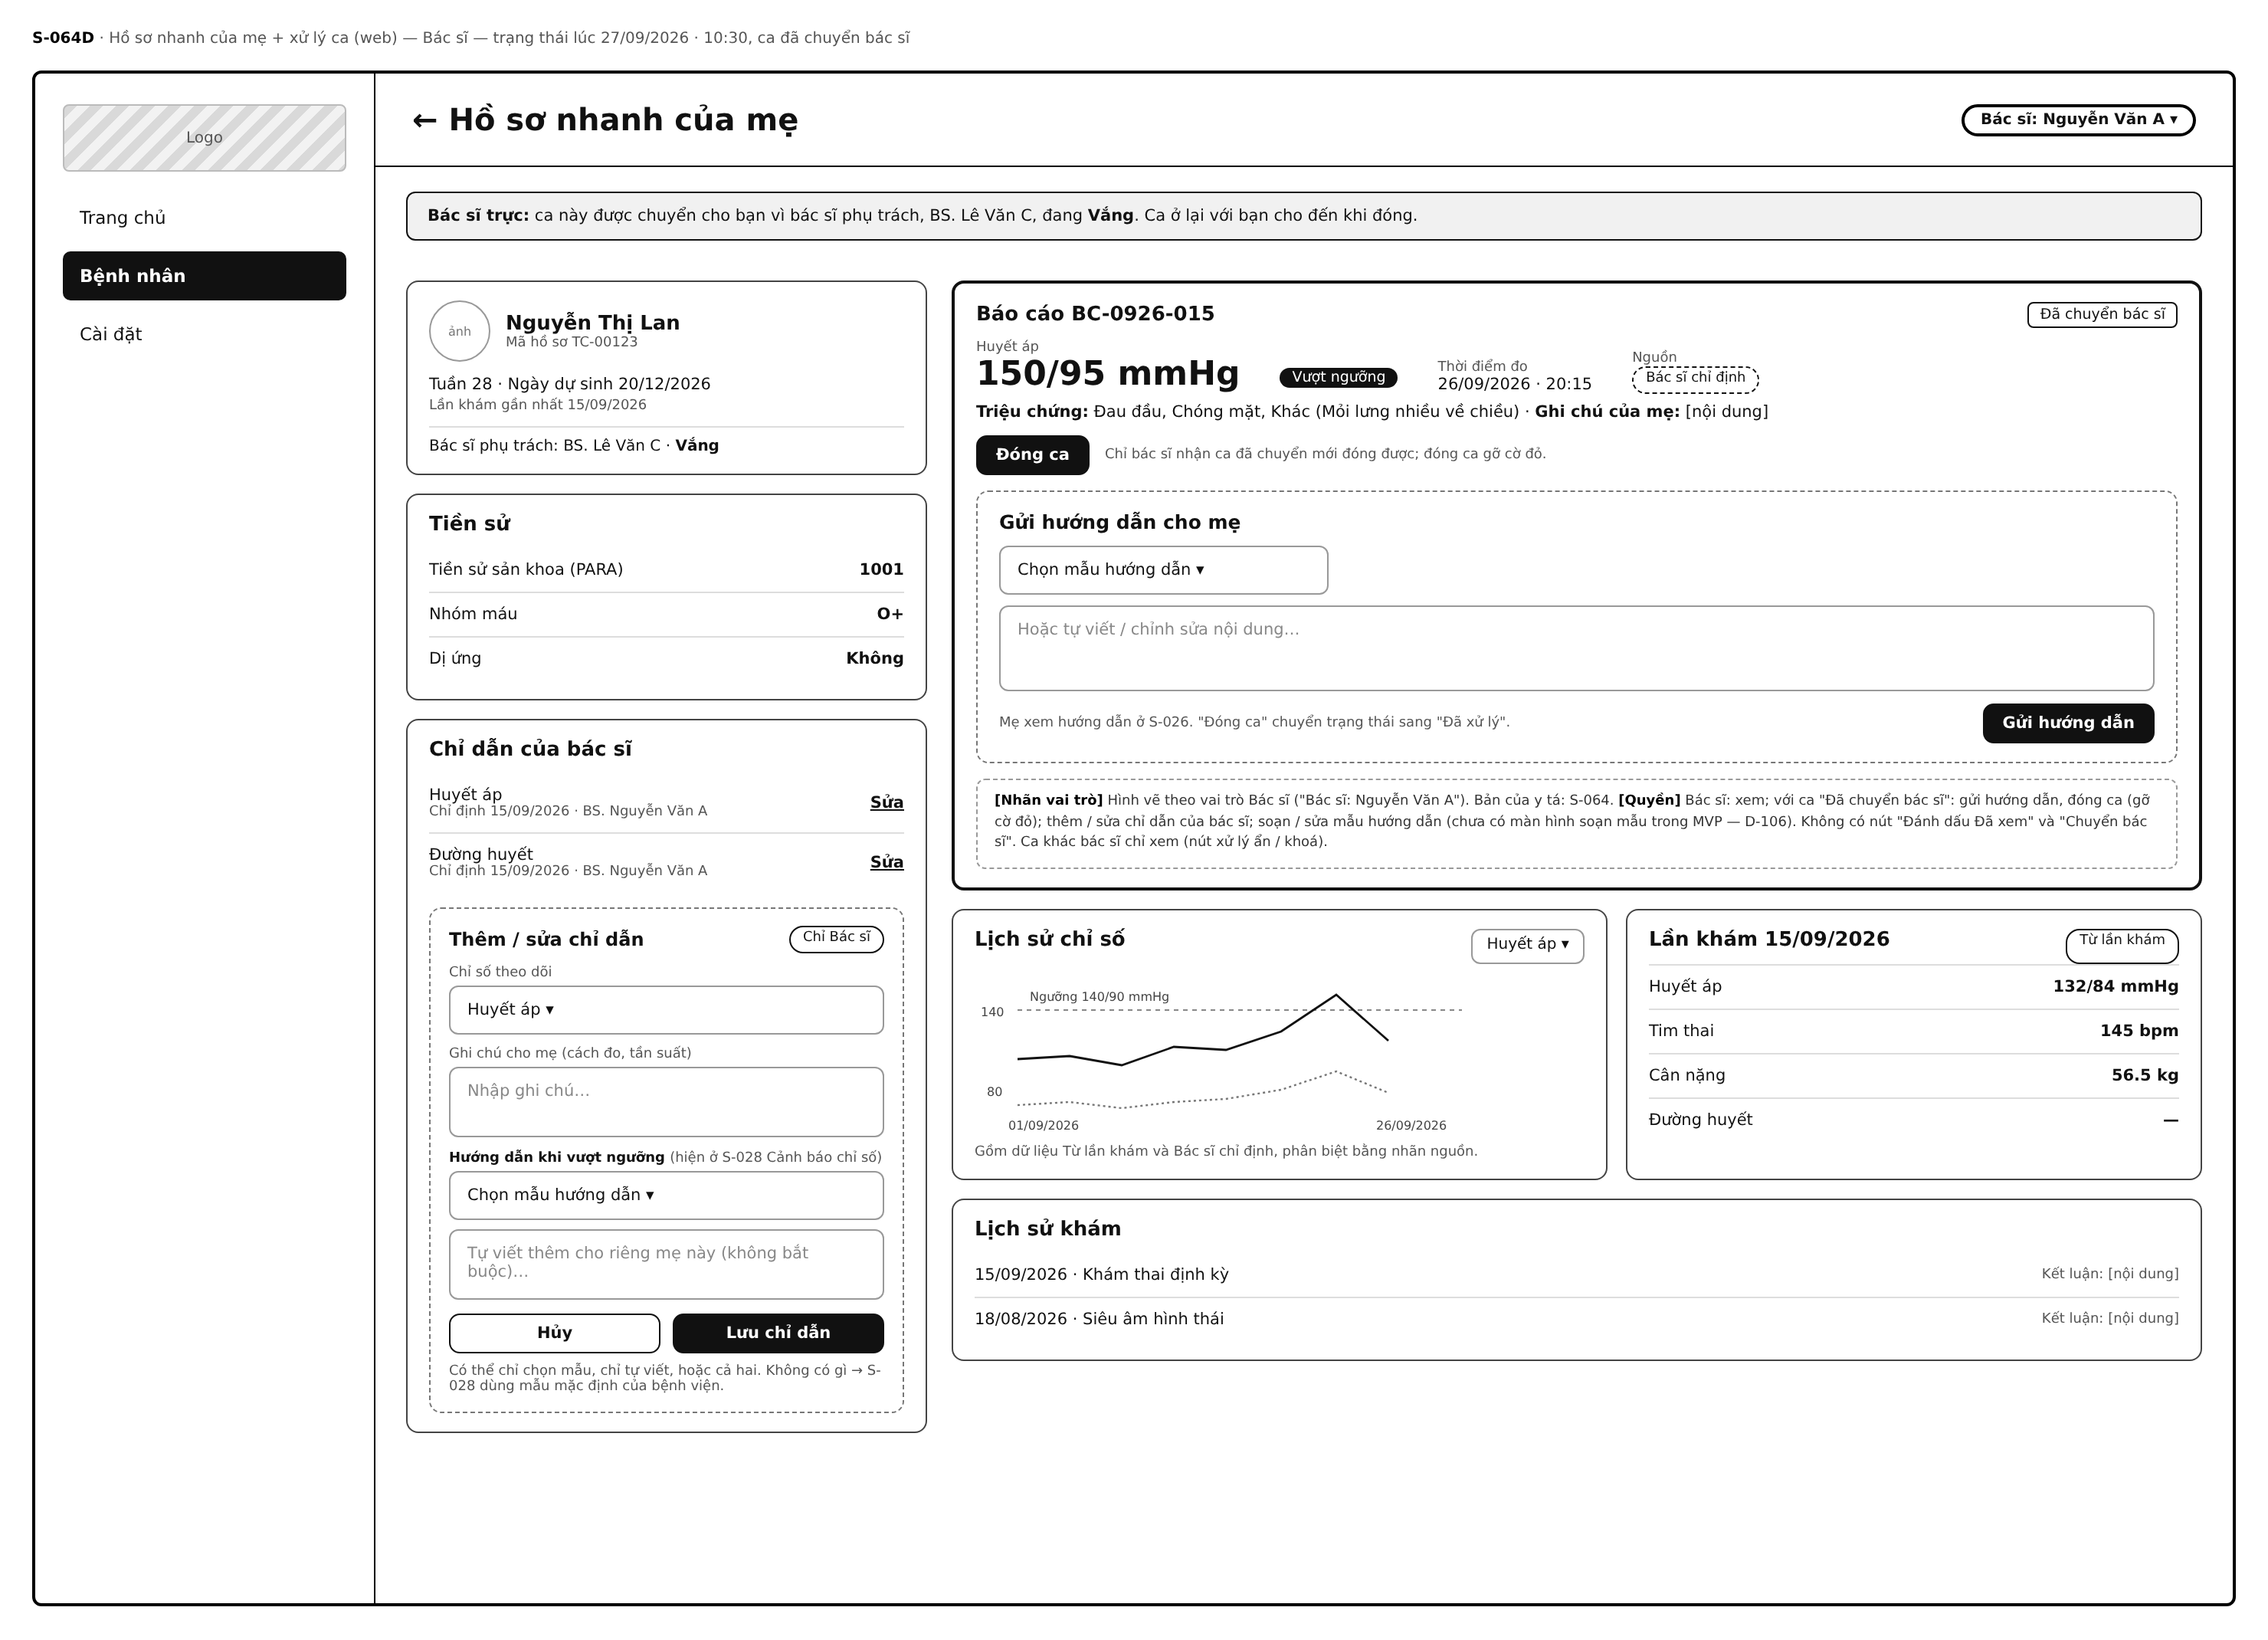 S-064D · Hồ sơ nhanh của mẹ + xử lý ca (web) — Bác sĩ — trạng thái lúc 27/09/2026 · 10:30, ca đã chuyển bác sĩ
Logo
Trang chủ
Bệnh nhân
Cài đặt
← Hồ sơ nhanh của mẹ
Bác sĩ: Nguyễn Văn A ▾
Bác sĩ trực: ca này được chuyển cho bạn vì bác sĩ phụ trách, BS. Lê Văn C, đang Vắng. Ca ở lại với bạn cho đến khi đóng.
ảnh
Nguyễn Thị Lan
Mã hồ sơ TC-00123
Tuần 28 · Ngày dự sinh 20/12/2026
Lần khám gần nhất 15/09/2026
Bác sĩ phụ trách: BS. Lê Văn C · Vắng
Tiền sử
Tiền sử sản khoa (PARA) 1001
Nhóm máu O+
Dị ứng Không
Chỉ dẫn của bác sĩ
Huyết áp
Chỉ định 15/09/2026 · BS. Nguyễn Văn A
Sửa
Đường huyết
Chỉ định 15/09/2026 · BS. Nguyễn Văn A
Sửa
Thêm / sửa chỉ dẫn
Chỉ Bác sĩ
Chỉ số theo dõi
Huyết áp ▾
Ghi chú cho mẹ (cách đo, tần suất)
Nhập ghi chú...
Hướng dẫn khi vượt ngưỡng (hiện ở S-028 Cảnh báo chỉ số)
Chọn mẫu hướng dẫn ▾
Tự viết thêm cho riêng mẹ này (không bắt
buộc)...
Hủy
Lưu chỉ dẫn
Có thể chỉ chọn mẫu, chỉ tự viết, hoặc cả hai. Không có gì → S-
028 dùng mẫu mặc định của bệnh viện.
Báo cáo BC-0926-015
Đã chuyển bác sĩ
Huyết áp
150/95 mmHg
Vượt ngưỡng
Thời điểm đo
26/09/2026 · 20:15
Nguồn
Bác sĩ chỉ định
Triệu chứng: Đau đầu, Chóng mặt, Khác (Mỏi lưng nhiều về chiều) · Ghi chú của mẹ: [nội dung]
Đóng ca
Chỉ bác sĩ nhận ca đã chuyển mới đóng được; đóng ca gỡ cờ đỏ.
Gửi hướng dẫn cho mẹ
Chọn mẫu hướng dẫn ▾
Hoặc tự viết / chỉnh sửa nội dung...
Mẹ xem hướng dẫn ở S-026. "Đóng ca" chuyển trạng thái sang "Đã xử lý".
Gửi hướng dẫn
[Nhãn vai trò] Hình vẽ theo vai trò Bác sĩ ("Bác sĩ: Nguyễn Văn A"). Bản của y tá: S-064. [Quyền] Bác sĩ: xem; với ca "Đã chuyển bác sĩ": gửi hướng dẫn, đóng ca (gỡ
cờ đỏ); thêm / sửa chỉ dẫn của bác sĩ; soạn / sửa mẫu hướng dẫn (chưa có màn hình soạn mẫu trong MVP — D-106). Không có nút "Đánh dấu Đã xem" và "Chuyển bác
sĩ". Ca khác bác sĩ chỉ xem (nút xử lý ẩn / khoá).
Lịch sử chỉ số
Huyết áp ▾
Ngưỡng 140/90 mmHg
140
80
01/09/2026
26/09/2026
Gồm dữ liệu Từ lần khám và Bác sĩ chỉ định, phân biệt bằng nhãn nguồn.
Lần khám 15/09/2026
Từ lần khám
Huyết áp 132/84 mmHg
Tim thai 145 bpm
Cân nặng 56.5 kg
Đường huyết —
Lịch sử khám
15/09/2026 · Khám thai định kỳ Kết luận: [nội dung]
18/08/2026 · Siêu âm hình thái Kết luận: [nội dung]